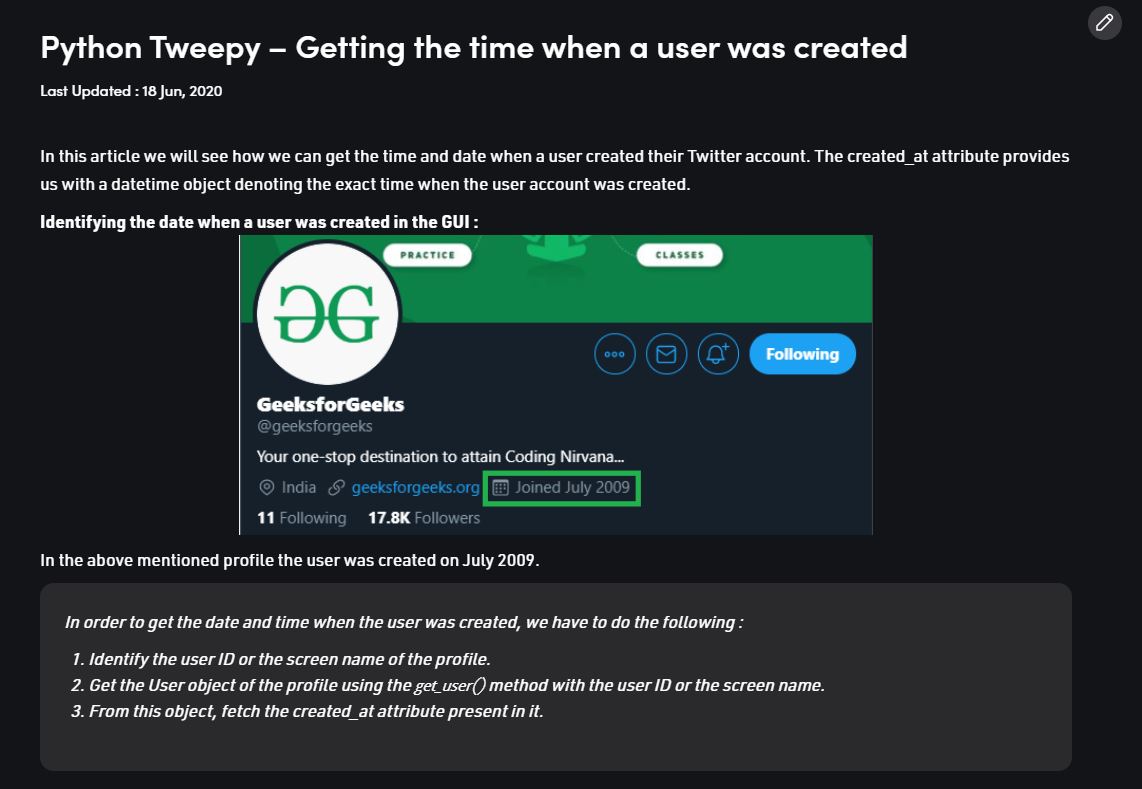 Python Tweepy – Getting the time when a user was created
Last Updated : 18 Jun, 2020
In this article we will see how we can get the time and date when a user created their Twitter account. The created_at attribute provides
us with a datetime object denoting the exact time when the user account was created.
Identifying the date when a user was created in the GUI :
PRACTICE
CLASSES
Following
GeeksforGeeks
@geeksforgeeks
Your one-stop destination to attain Coding Nirvana...
India geeksforgeeks.org Joined July 2009
11 Following 17.8K Followers
In the above mentioned profile the user was created on July 2009.
In order to get the date and time when the user was created, we have to do the following :
1. Identify the user ID or the screen name of the profile.
2. Get the User object of the profile using the get_user() method with the user ID or the screen name.
3. From this object, fetch the created_at attribute present in it.